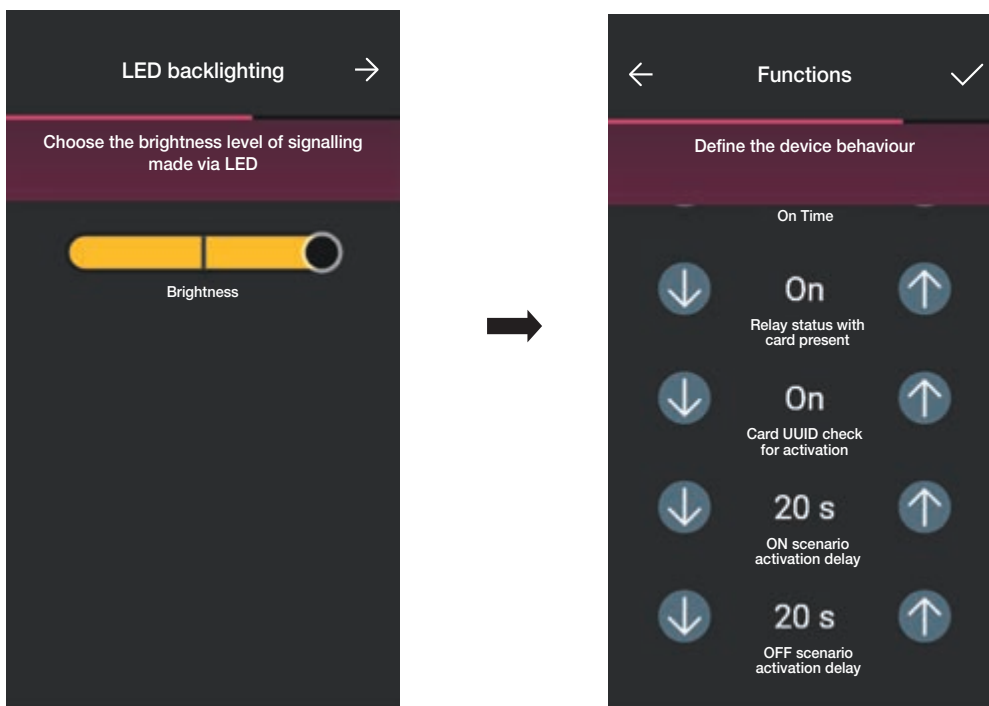 LED backlighting
Choose the brightness level of signalling
made via LED
Brightness
Functions
Define the device behaviour
On Time
On
Relay status with
card present
On
Card UUID check
for activation
20 s
ON scenario
activation delay
20 s
OFF scenario
activation delay